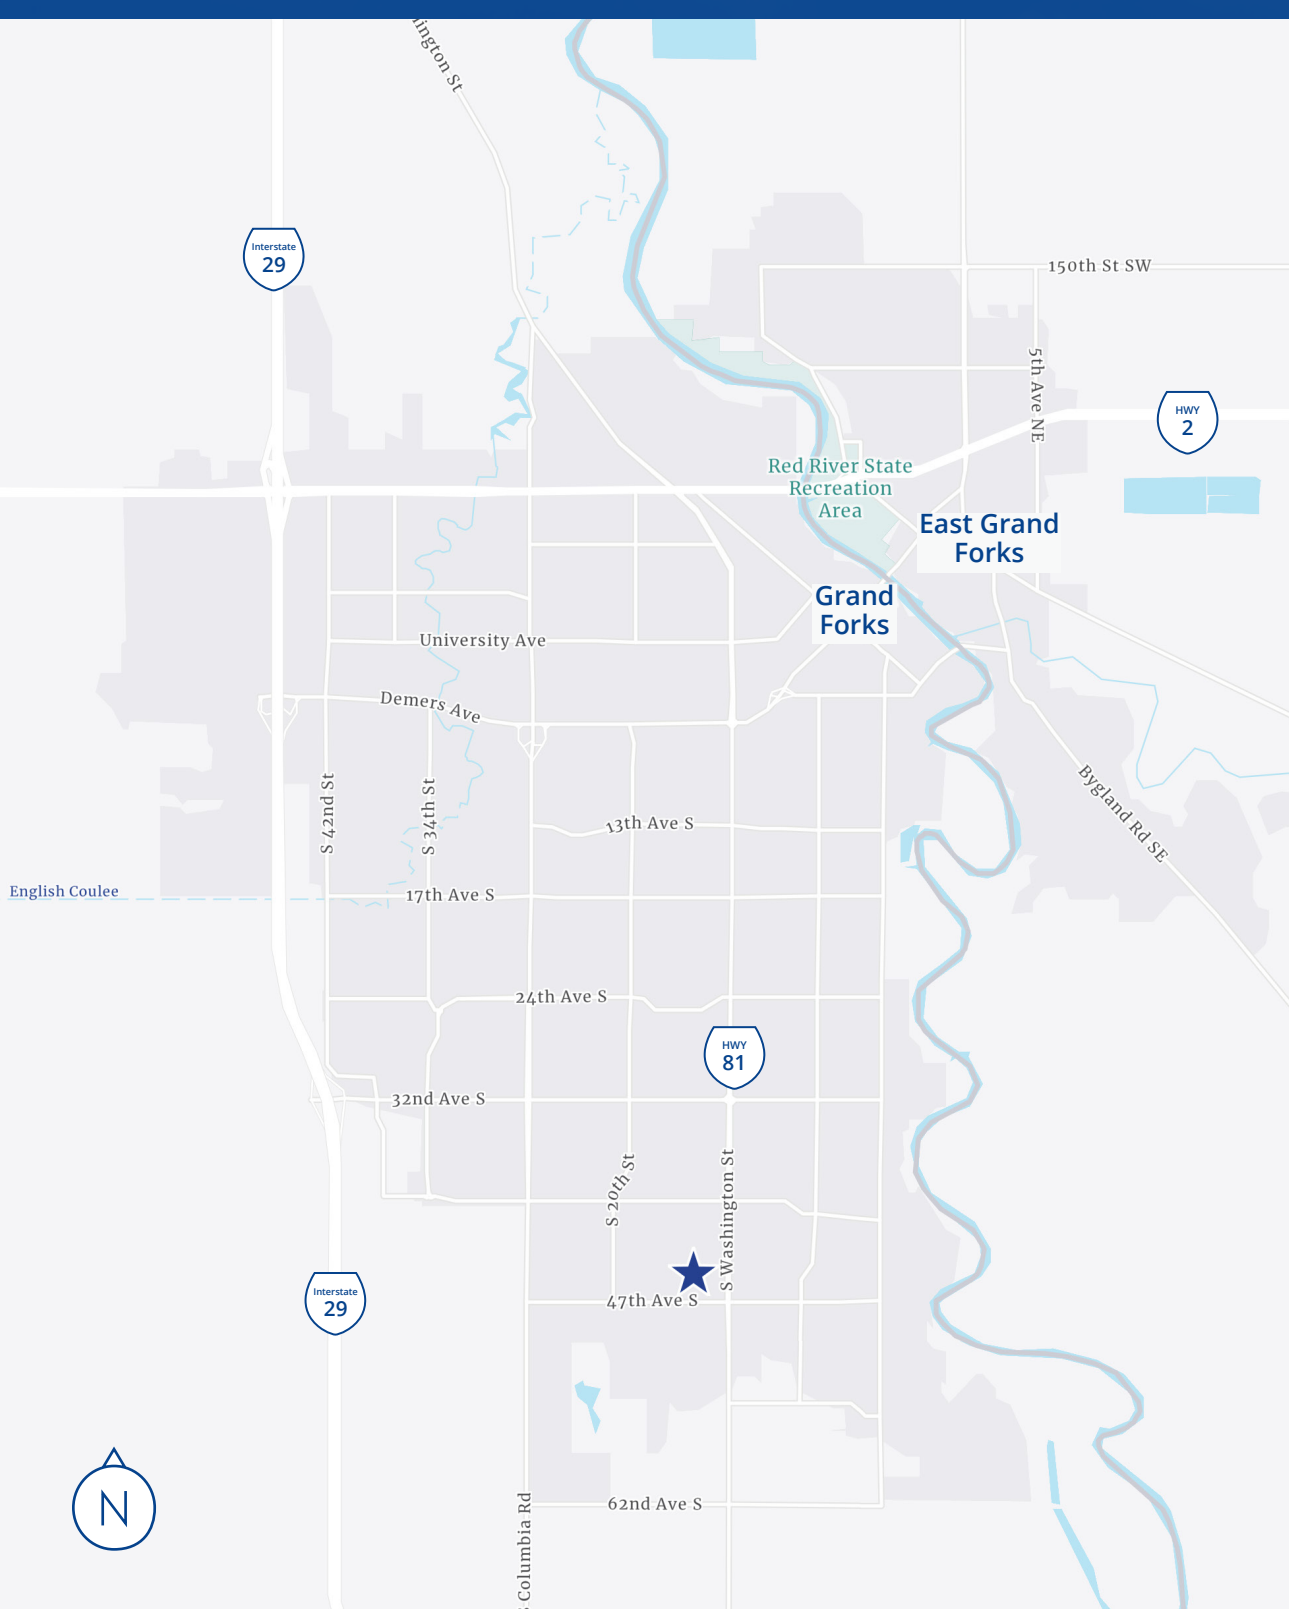 ington St
Interstate
29
150th St SW
5th Ave NE
HWY
2
Red River State
Recreation
Area
East Grand
Forks
Grand
Forks
University Ave
Demers Ave
S 42nd St
S 34th St
13th Ave S
Bygland Rd SE
English Coulee
17th Ave S
24th Ave S
HWY
81
32nd Ave S
S 20th St
S Washington St
Interstate
29
47th Ave S
N
62nd Ave S
Columbia Rd